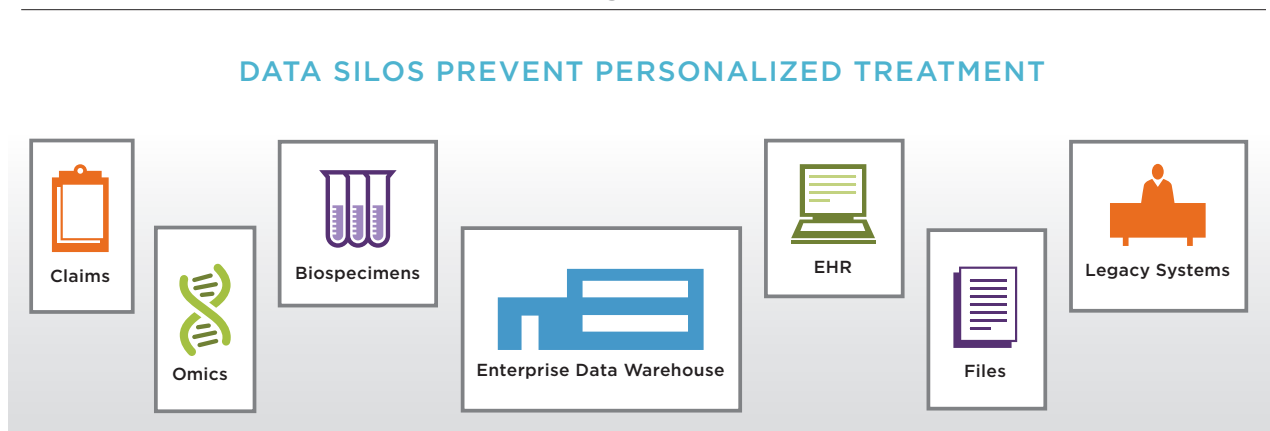 DATA SILOS PREVENT PERSONALIZED TREATMENT
Claims
Omics
Biospecimens
Enterprise Data Warehouse
EHR
Files
Legacy Systems